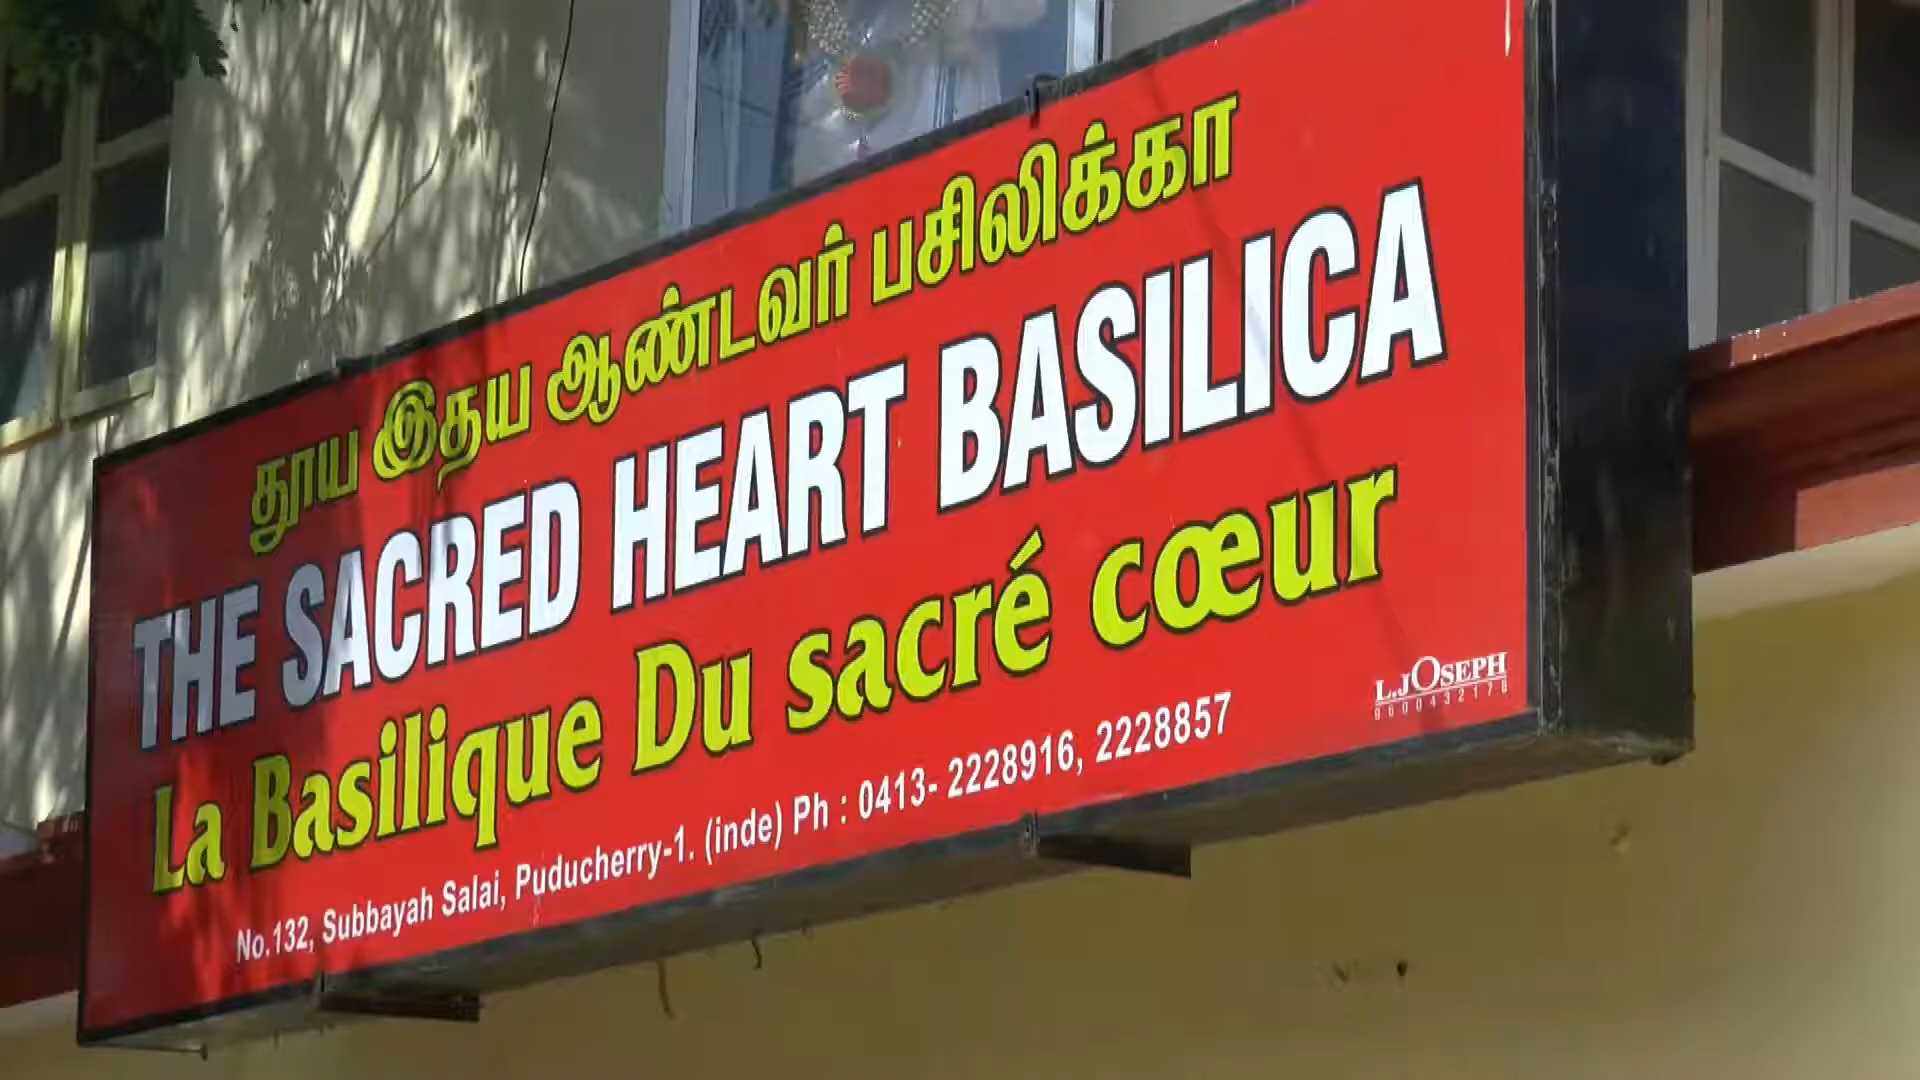 தூய இதய ஆண்டவர் பசிலிக்கா
THE SACRED HEART BASILICA
La Basilique Du sacré cœur
No.132, Subbayah Salai, Puducherry-1. (inde) Ph : 0413- 2228916, 2228857
L.JOSEPH